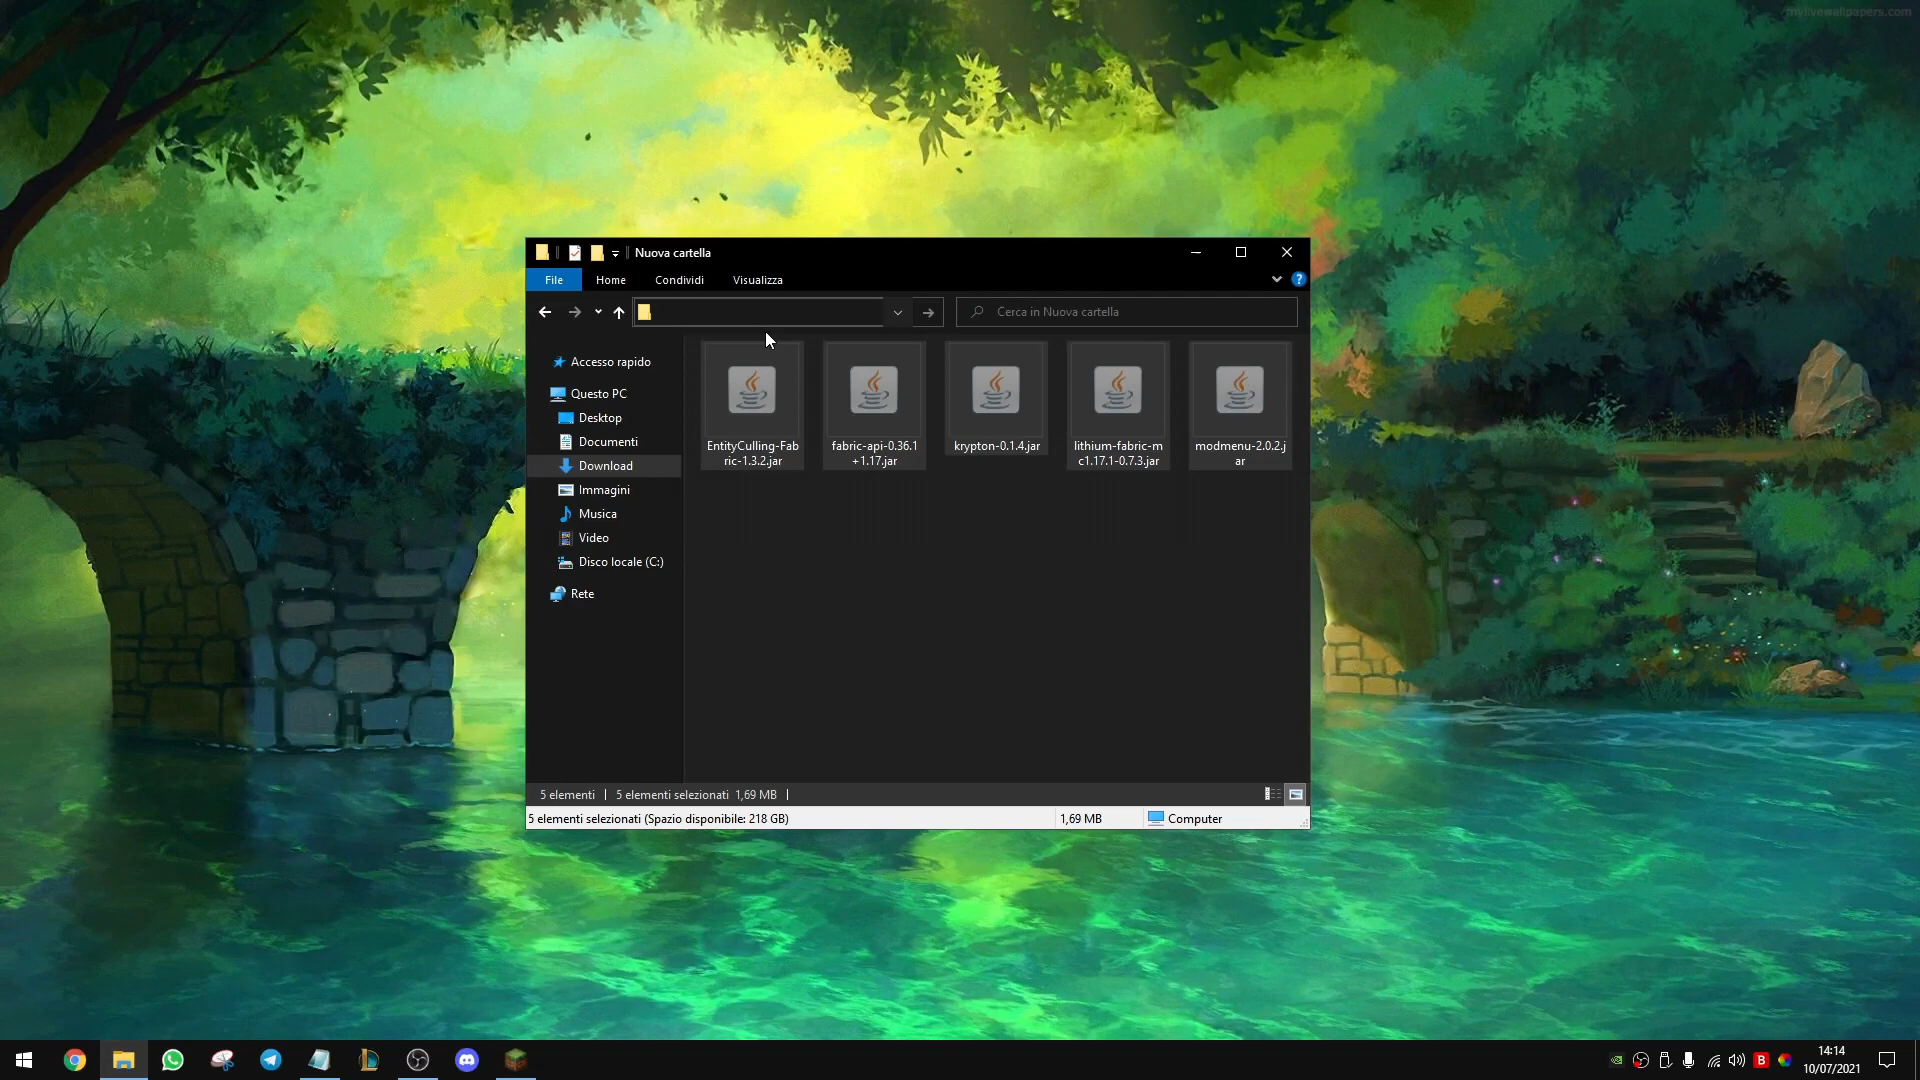 mylivewallpapers.com
Nuova cartella
File Home Condividi Visualizza
Cerca in Nuova cartella
Accesso rapido
Questo PC
Desktop
Documenti
Download
Immagini
Musica
Video
Disco locale (C:)
Rete
EntityCulling-Fab
ric-1.3.2.jar
fabric-api-0.36.1
+1.17.jar
krypton-0.1.4.jar
lithium-fabric-m
c1.17.1-0.7.3.jar
modmenu-2.0.2.j
ar
5 elementi 5 elementi selezionati 1,69 MB
5 elementi selezionati (Spazio disponibile: 218 GB) 1,69 MB Computer
B
14:14
10/07/2021